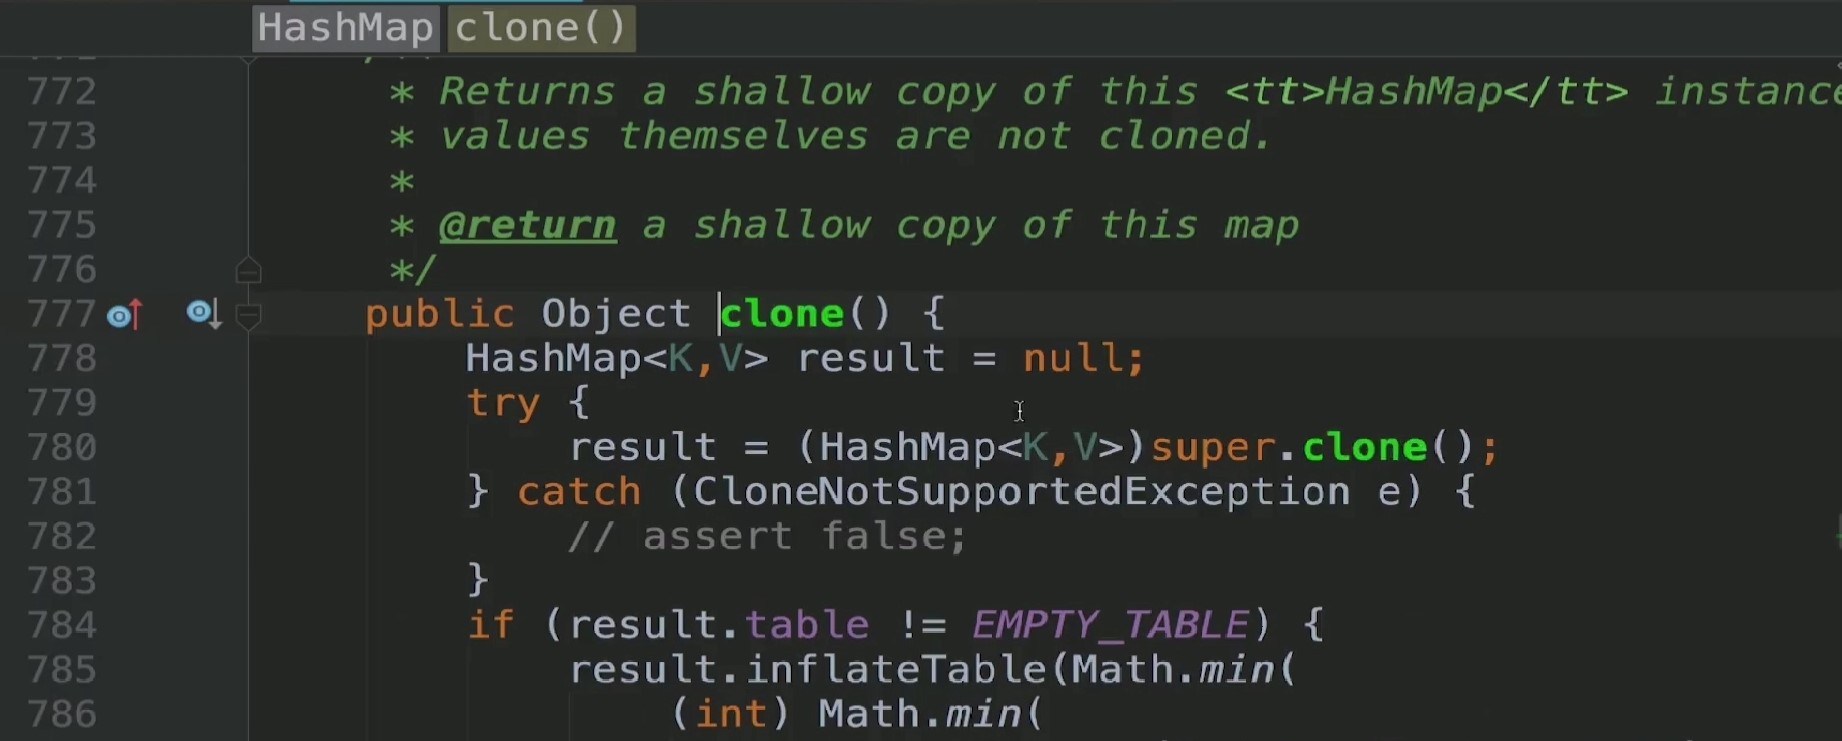 HashMap clone()
772 * Returns a shallow copy of this <tt>HashMap</tt> instance
773 * values themselves are not cloned.
774 *
775 * @return a shallow copy of this map
776 */
777 public Object clone() {
778 HashMap<K,V> result = null;
779 try {
780 result = (HashMap<K,V>)super.clone();
781 } catch (CloneNotSupportedException e) {
782 // assert false;
783 }
784 if (result.table != EMPTY_TABLE) {
785 result.inflateTable(Math.min(
786 (int) Math.min(